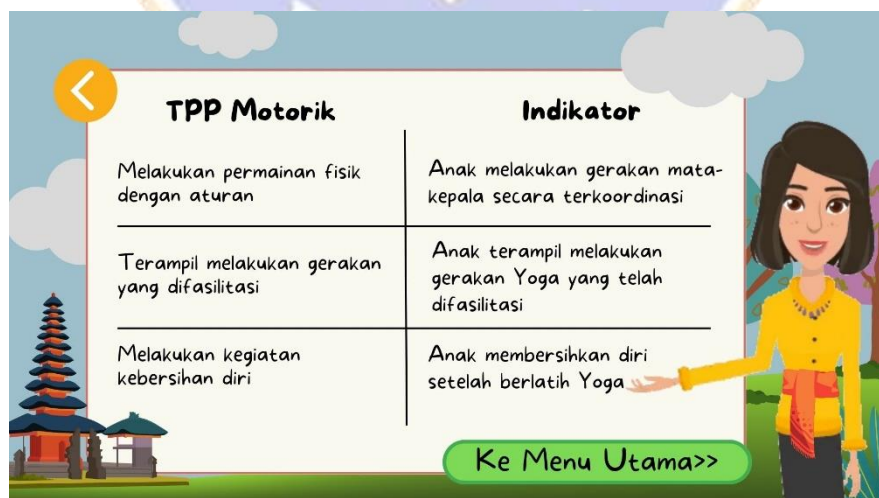 TPP Motorik
Indikator
Melakukan permainan fisik
dengan aturan
Anak melakukan gerakan mata-
kepala secara terkoordinasi
Terampil melakukan gerakan
yang difasilitasi
Anak terampil melakukan
gerakan Yoga yang telah
difasilitasi
Melakukan kegiatan
kebersihan diri
Anak membersihkan diri
setelah berlatih Yoga
Ke Menu Utama>>